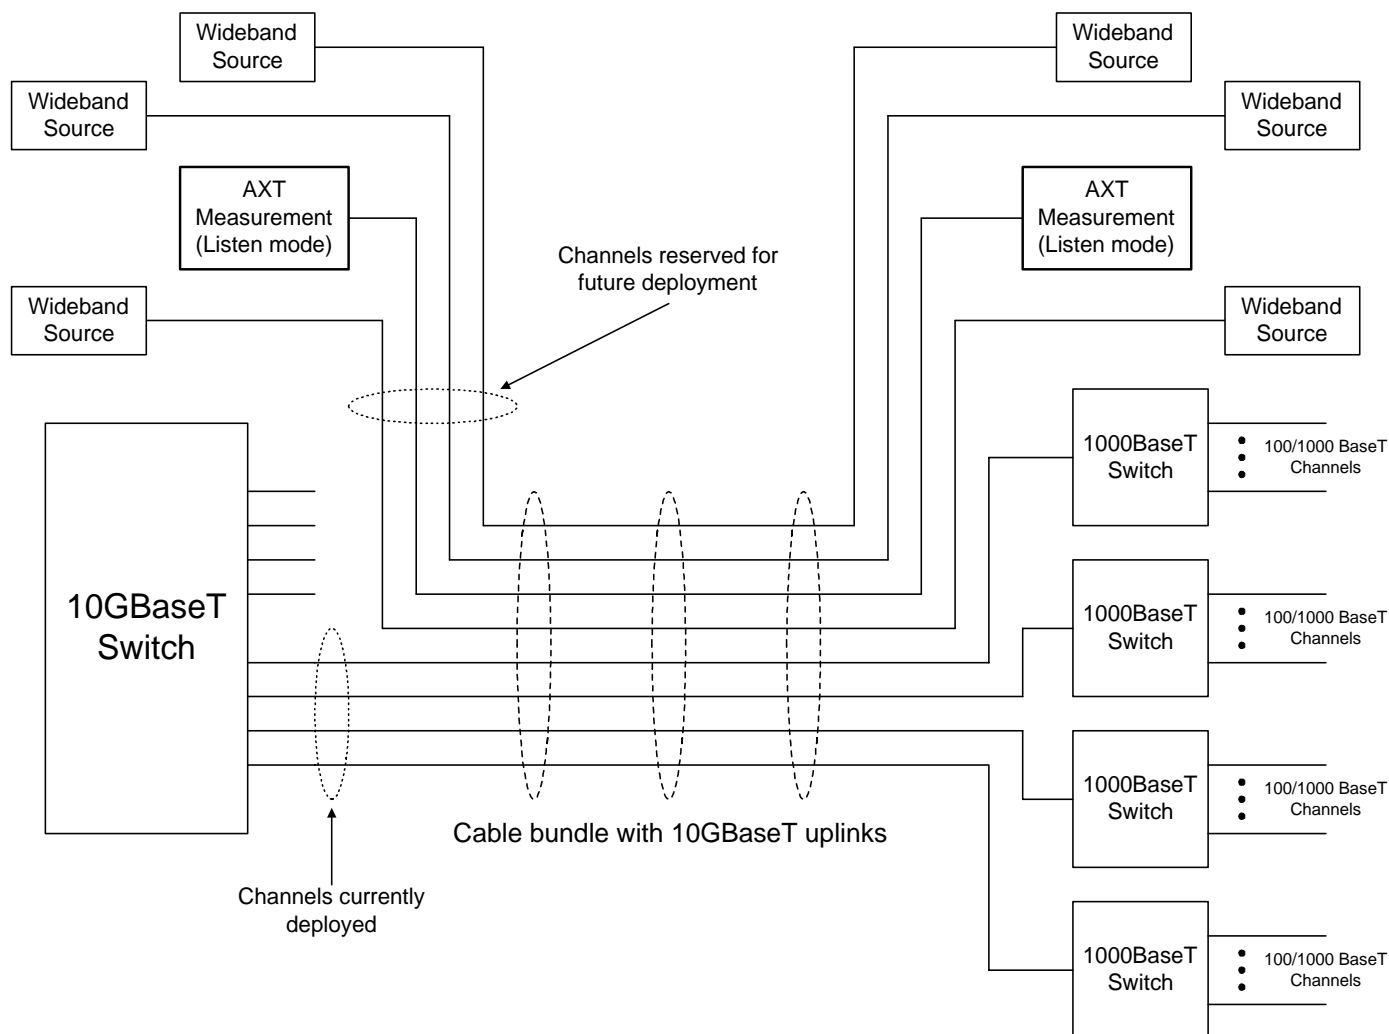 Wideband
Source
Wideband
Source
Wideband
Source
Wideband
Source
AXT
Measurement
(Listen mode)
AXT
Measurement
(Listen mode)
Channels reserved for
future deployment
Wideband
Source
Wideband
Source
10GBaseT
Switch
1000BaseT
Switch
100/1000 BaseT
Channels
1000BaseT
Switch
100/1000 BaseT
Channels
1000BaseT
Switch
100/1000 BaseT
Channels
Cable bundle with 10GBaseT uplinks
Channels currently
deployed
1000BaseT
Switch
100/1000 BaseT
Channels